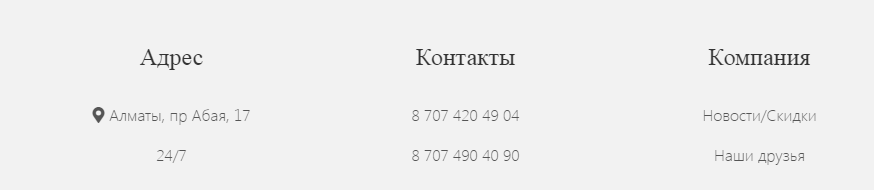 Адрес
Алматы, пр Абая, 17
24/7
Контакты
8 707 420 49 04
8 707 490 40 90
Компания
Новости/Скидки
Наши друзья